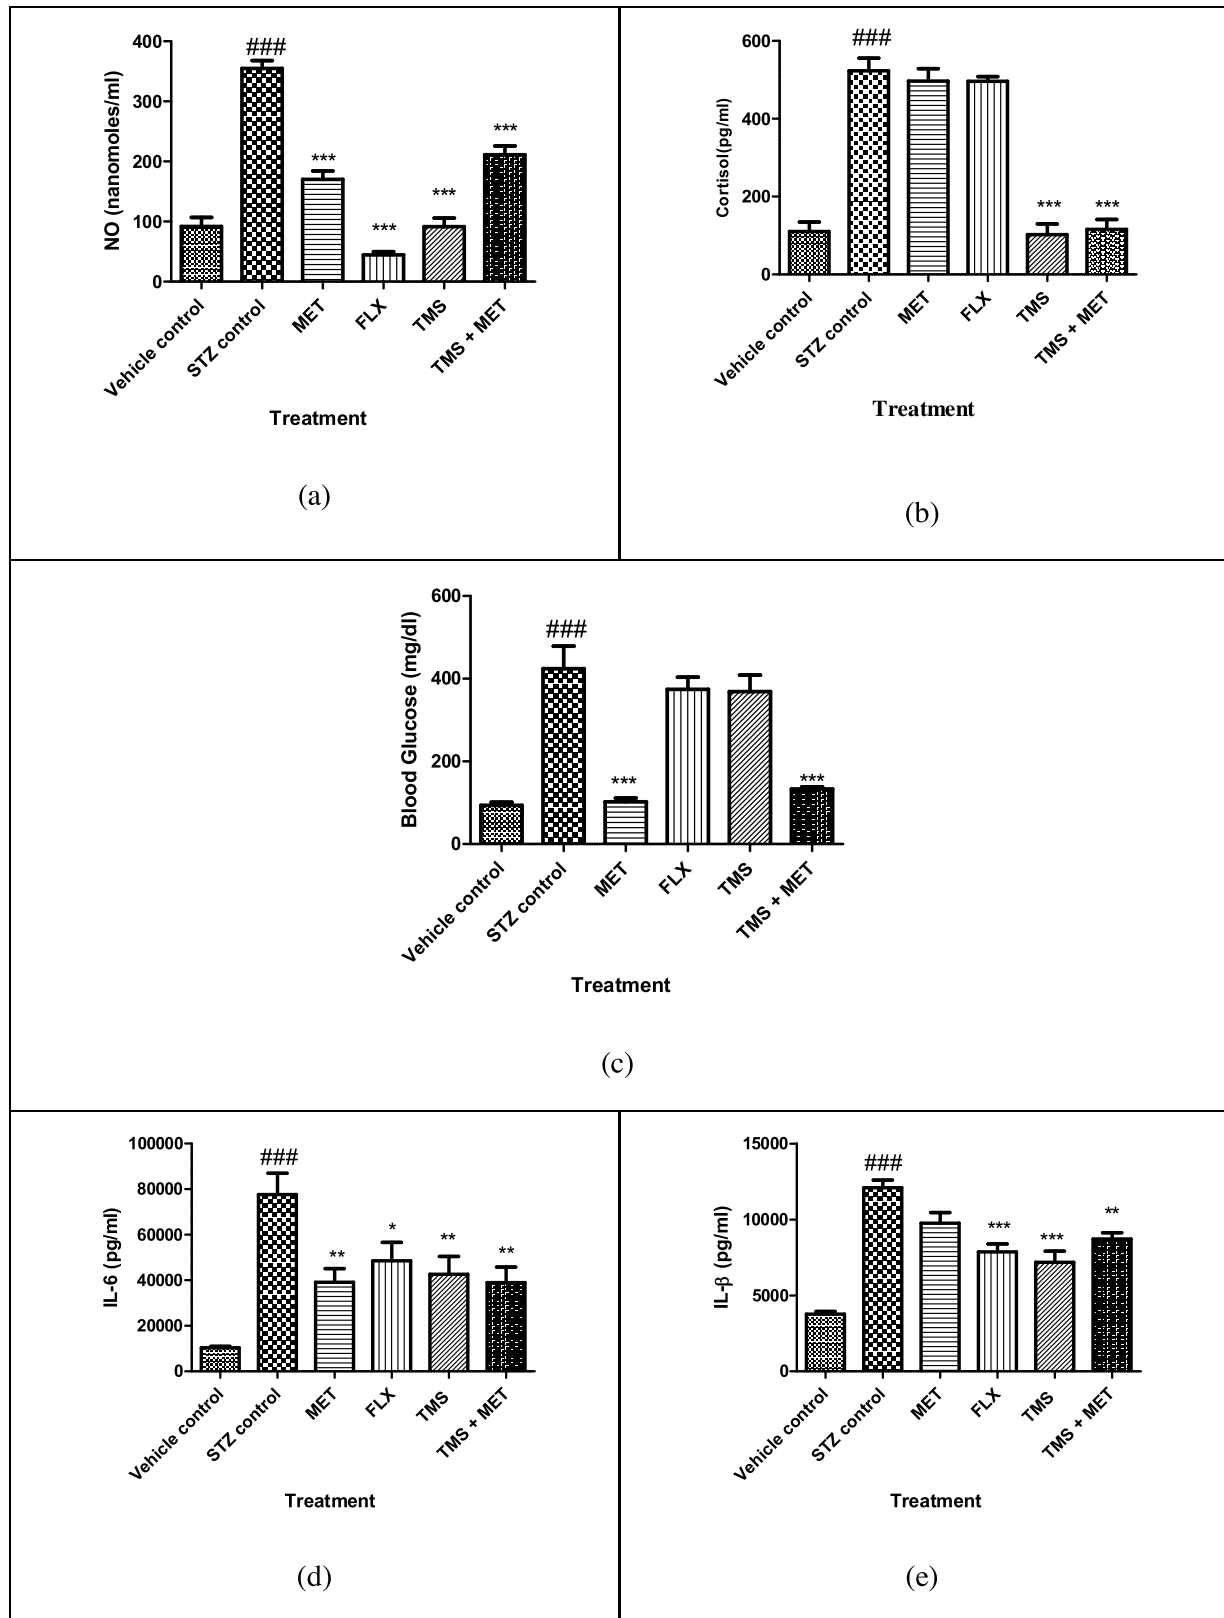 400
###
300
***
***
200
***
***
100
0
NO (nanomoles/ml)
Vehicle control
STZ control
MET
FLX
TMS
TMS + MET
Treatment
(a)
600
###
400
200
***
***
0
Cortisol(pg/ml)
Vehicle control
STZ control
MET
FLX
TMS
TMS + MET
Treatment
(b)
600
###
400
200
***
***
0
Blood Glucose (mg/dl)
Vehicle control
STZ control
MET
FLX
TMS
TMS + MET
Treatment
(c)
100000
###
80000
60000
*
**
**
**
40000
20000
0
IL-6 (pg/ml)
Vehicle control
STZ control
MET
FLX
TMS
TMS + MET
Treatment
(d)
15000
###
10000
***
***
**
5000
0
IL-β (pg/ml)
Vehicle control
STZ control
MET
FLX
TMS
TMS + MET
Treatment
(e)